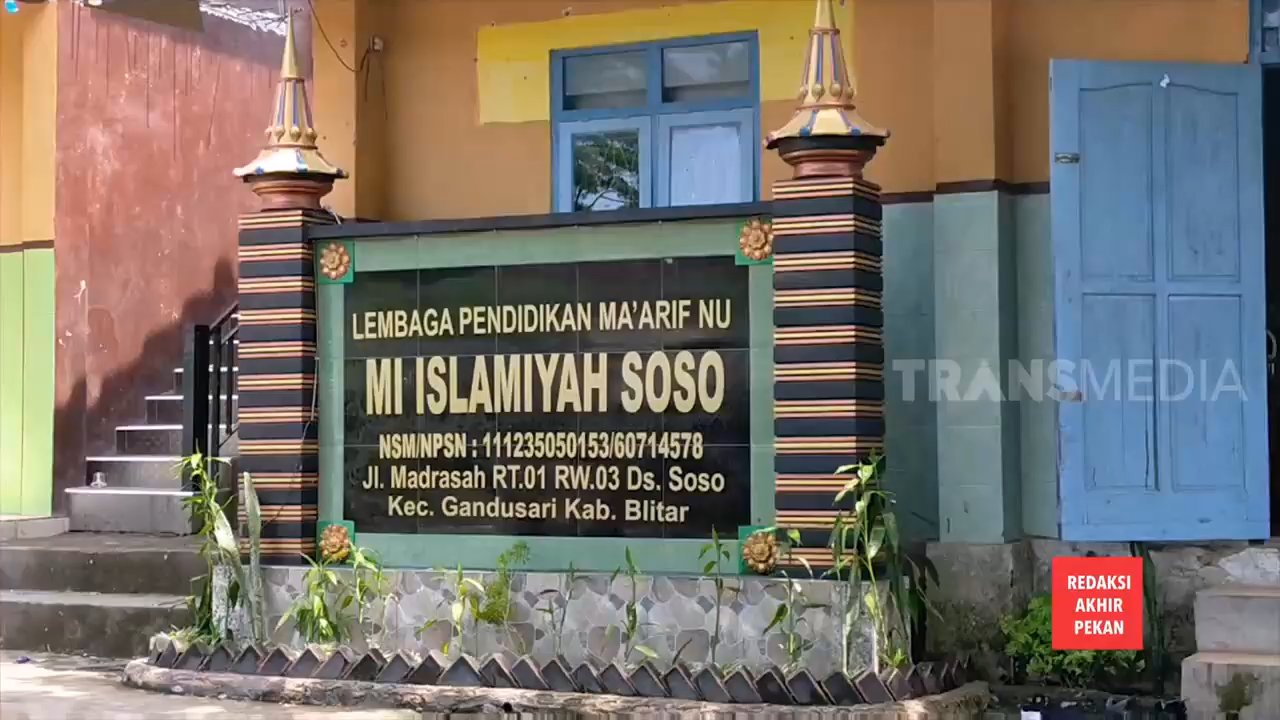 LEMBAGA PENDIDIKAN MA'ARIF NU
MI ISLAMIYAH SOSO
NSM/NPSN : 111235050153/60714578
Jl. Madrasah RT.01 RW.03 Ds. Soso
Kec. Gandusari Kab. Blitar
TRANSMEDIA
REDAKSI
AKHIR
PEKAN